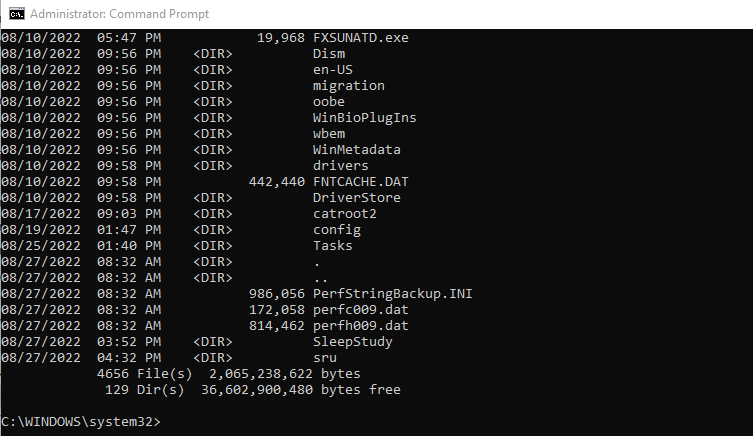 Administrator: Command Prompt
08/10/2022  05:47 PM            19,968 FXSUNATD.exe
08/10/2022  09:56 PM    <DIR>          Dism
08/10/2022  09:56 PM    <DIR>          en-US
08/10/2022  09:56 PM    <DIR>          migration
08/10/2022  09:56 PM    <DIR>          oobe
08/10/2022  09:56 PM    <DIR>          WinBioPlugIns
08/10/2022  09:56 PM    <DIR>          wbem
08/10/2022  09:56 PM    <DIR>          WinMetadata
08/10/2022  09:58 PM    <DIR>          drivers
08/10/2022  09:58 PM           442,440 FNTCACHE.DAT
08/10/2022  09:58 PM    <DIR>          DriverStore
08/17/2022  09:03 PM    <DIR>          catroot2
08/19/2022  01:47 PM    <DIR>          config
08/25/2022  01:40 PM    <DIR>          Tasks
08/27/2022  08:32 AM    <DIR>          .
08/27/2022  08:32 AM    <DIR>          ..
08/27/2022  08:32 AM           986,056 PerfStringBackup.INI
08/27/2022  08:32 AM           172,058 perfc009.dat
08/27/2022  08:32 AM           814,462 perfh009.dat
08/27/2022  03:52 PM    <DIR>          SleepStudy
08/27/2022  04:32 PM    <DIR>          sru
            4656 File(s)  2,065,238,622 bytes
             129 Dir(s)  36,602,900,480 bytes free
C:\WINDOWS\system32>